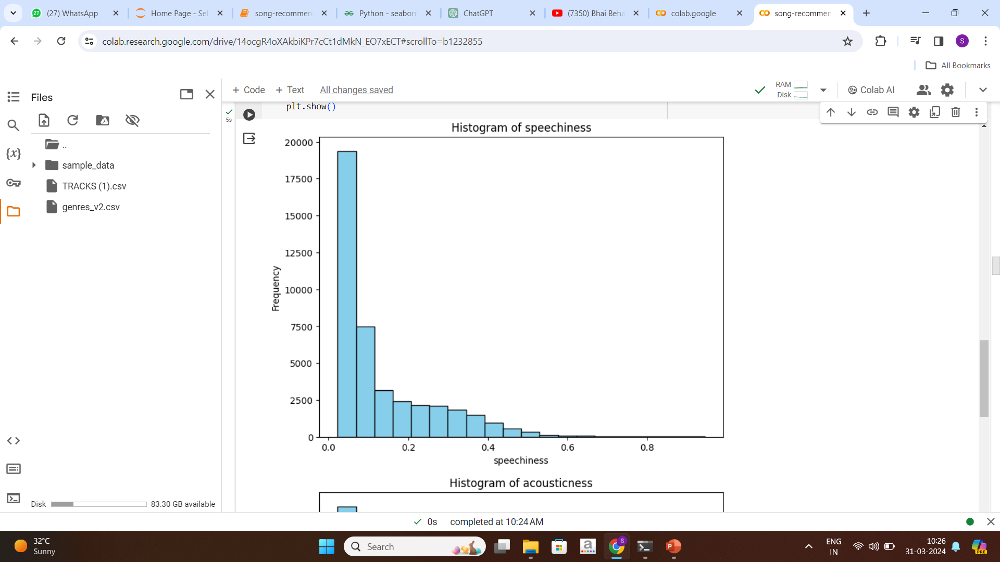 (27) WhatsApp
Home Page - Sel
song-recommen
Python - seaborn
ChatGPT
(7350) Bhai Beha
colab.google
song-recommen
colab.research.google.com/drive/14ocgR4oXAkbiKPr7cCt1dMkN_EO7xECT#scrollTo=b1232855
S
All Bookmarks
Files
+ Code + Text All changes saved
RAM
Disk
Colab AI
plt.show()
5s
..
sample_data
TRACKS (1).csv
genres_v2.csv
{x}
Histogram of speechiness
20000
17500
15000
12500
10000
7500
5000
2500
0
Frequency
0.0 0.2 0.4 0.6 0.8
speechiness
Histogram of acousticness
Disk 83.30 GB available
0s completed at 10:24 AM
32°C
Sunny
Search
ENG
IN
10:26
31-03-2024
PRE